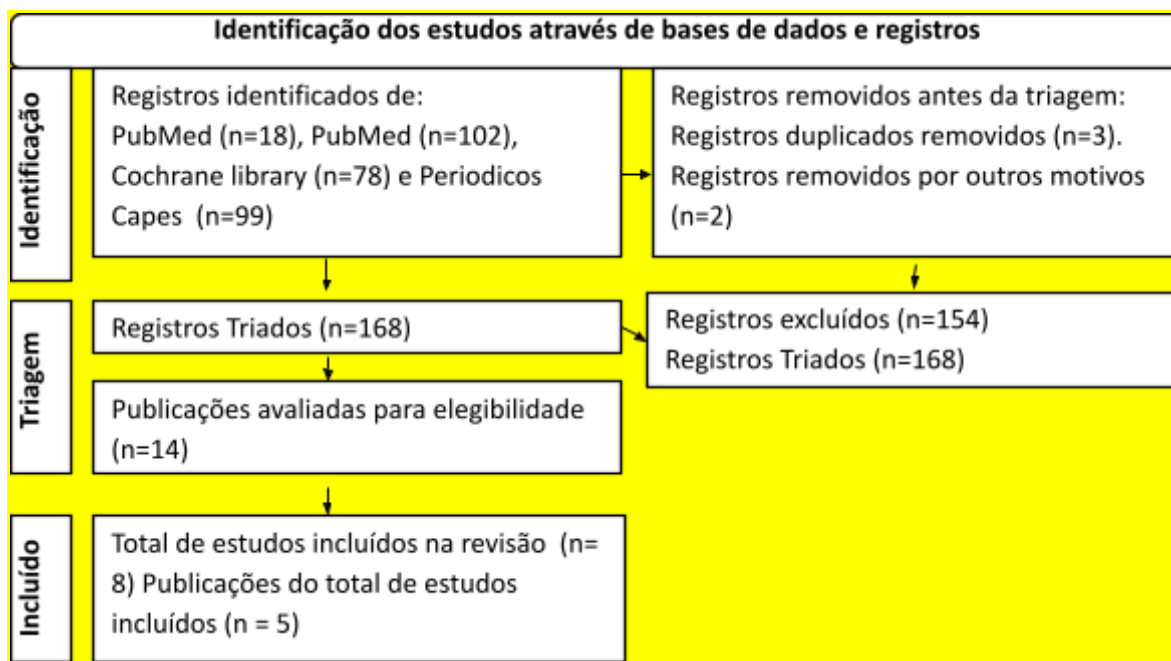 Identificação dos estudos através de bases de dados e registros
Identificação
Registros identificados de:
PubMed (n=18), PubMed (n=102),
Cochrane library (n=78) e Periodicos
Capes (n=99)
Registros removidos antes da triagem:
Registros duplicados removidos (n=3).
Registros removidos por outros motivos
(n=2)
Triagem
Registros Triados (n=168)
Registros excluídos (n=154)
Registros Triados (n=168)
Publicações avaliadas para elegibilidade
(n=14)
Incluído
Total de estudos incluídos na revisão (n=
8) Publicações do total de estudos
incluídos (n = 5)